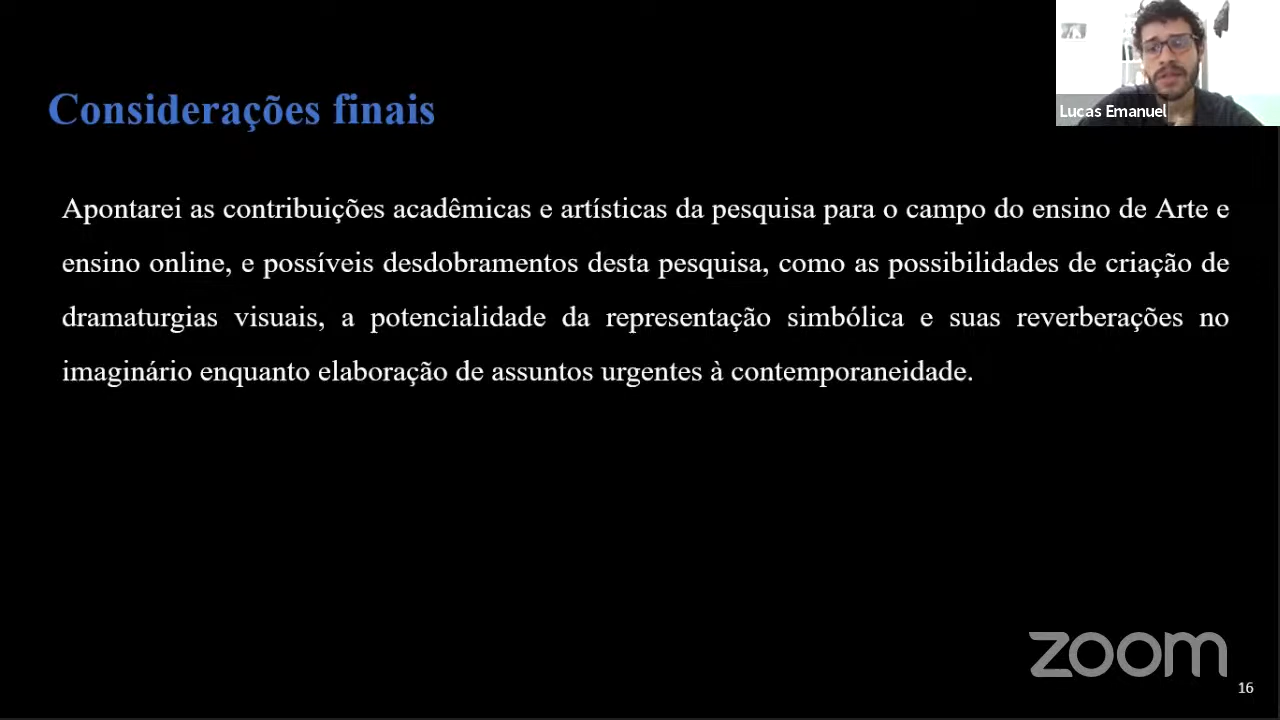 Considerações finais
Lucas Emanuel
Apontarei as contribuições acadêmicas e artísticas da pesquisa para o campo do ensino de Arte e
ensino online, e possíveis desdobramentos desta pesquisa, como as possibilidades de criação de
dramaturgias visuais, a potencialidade da representação simbólica e suas reverberações no
imaginário enquanto elaboração de assuntos urgentes à contemporaneidade.
zoom
16